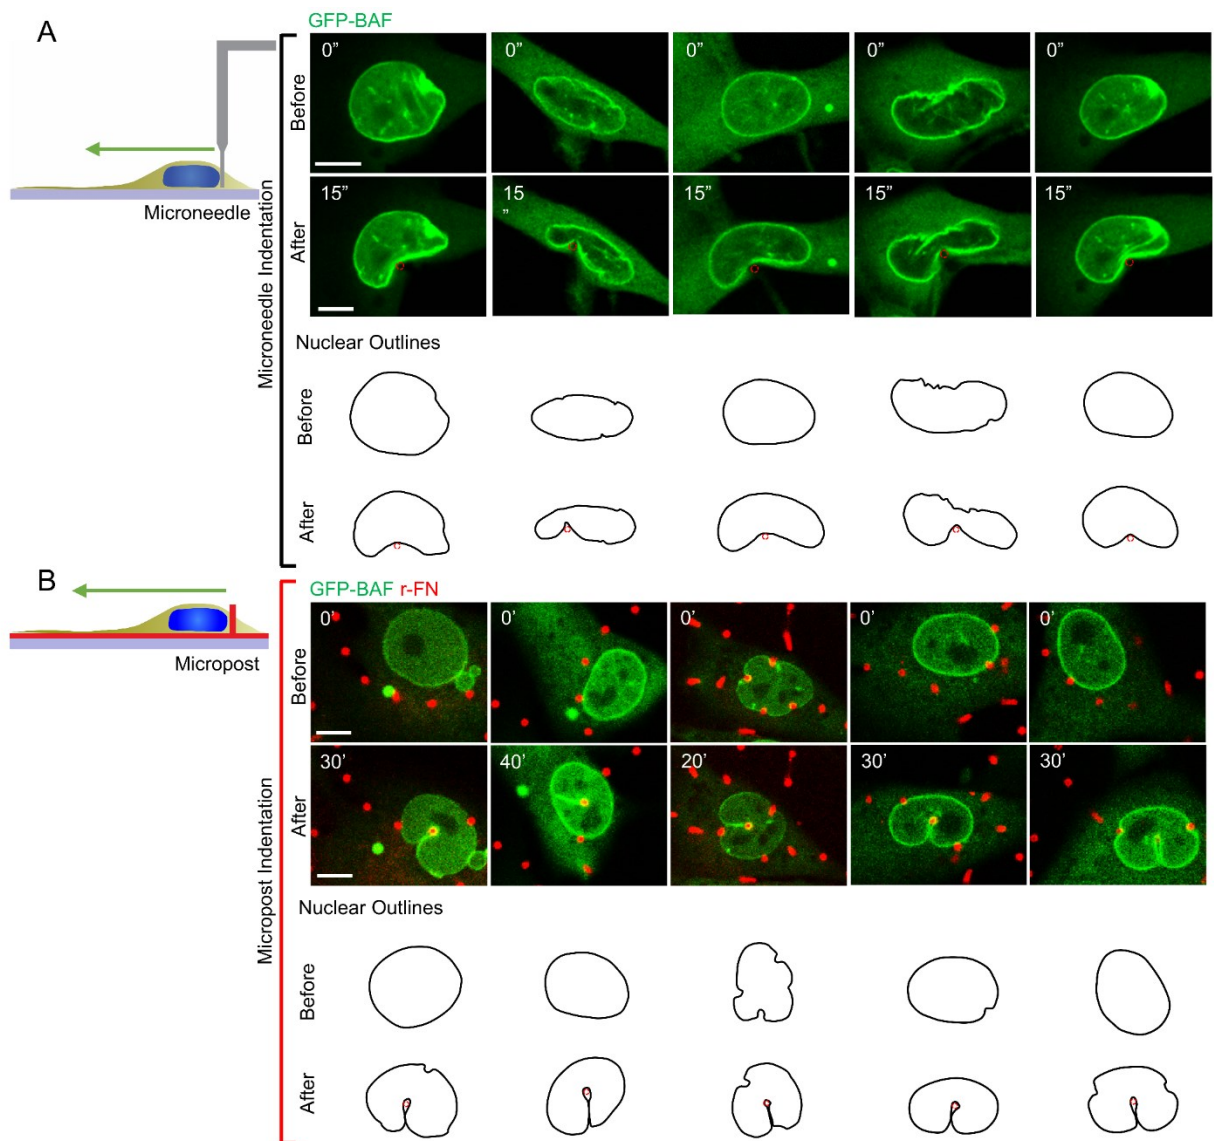 A
GFP-BAF
Microneedle
Microneedle Indentation
Before
0” 0” 0” 0” 0”
After
15” 15
” 15” 15” 15”
Nuclear Outlines
Before
After
B
GFP-BAF r-FN
Micropost
Micropost Indentation
Before
0’ 0’ 0’ 0’ 0’
After
30’ 40’ 20’ 30’ 30’
Nuclear Outlines
Before
After